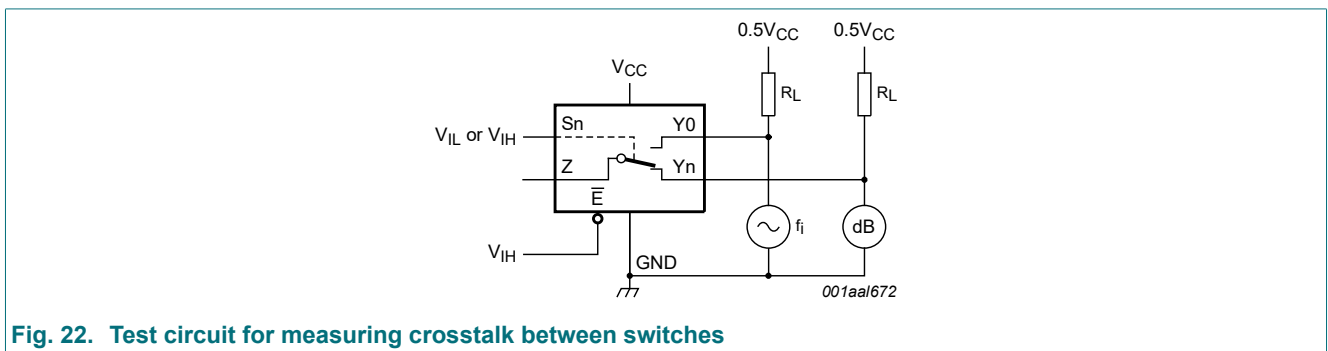 0.5VCC 0.5VCC
VCC
RL RL
Sn Y0
VIL or VIH
Z Yn
E
fi dB
VIH
GND
001aal672
Fig. 22. Test circuit for measuring crosstalk between switches